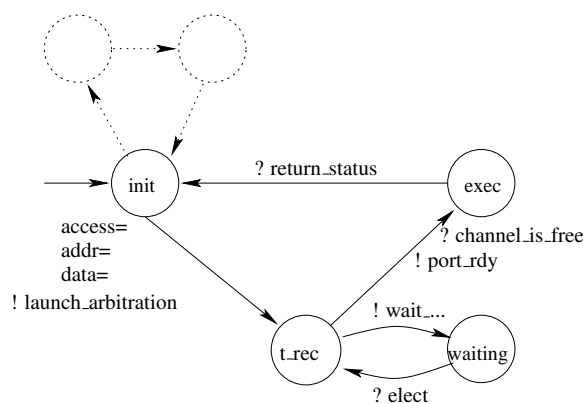 ? return_status
init
exec
access=
addr=
data=
! launch_arbitration
? channel_is_free
! port_rdy
! wait_...
t_rec
waiting
? elect